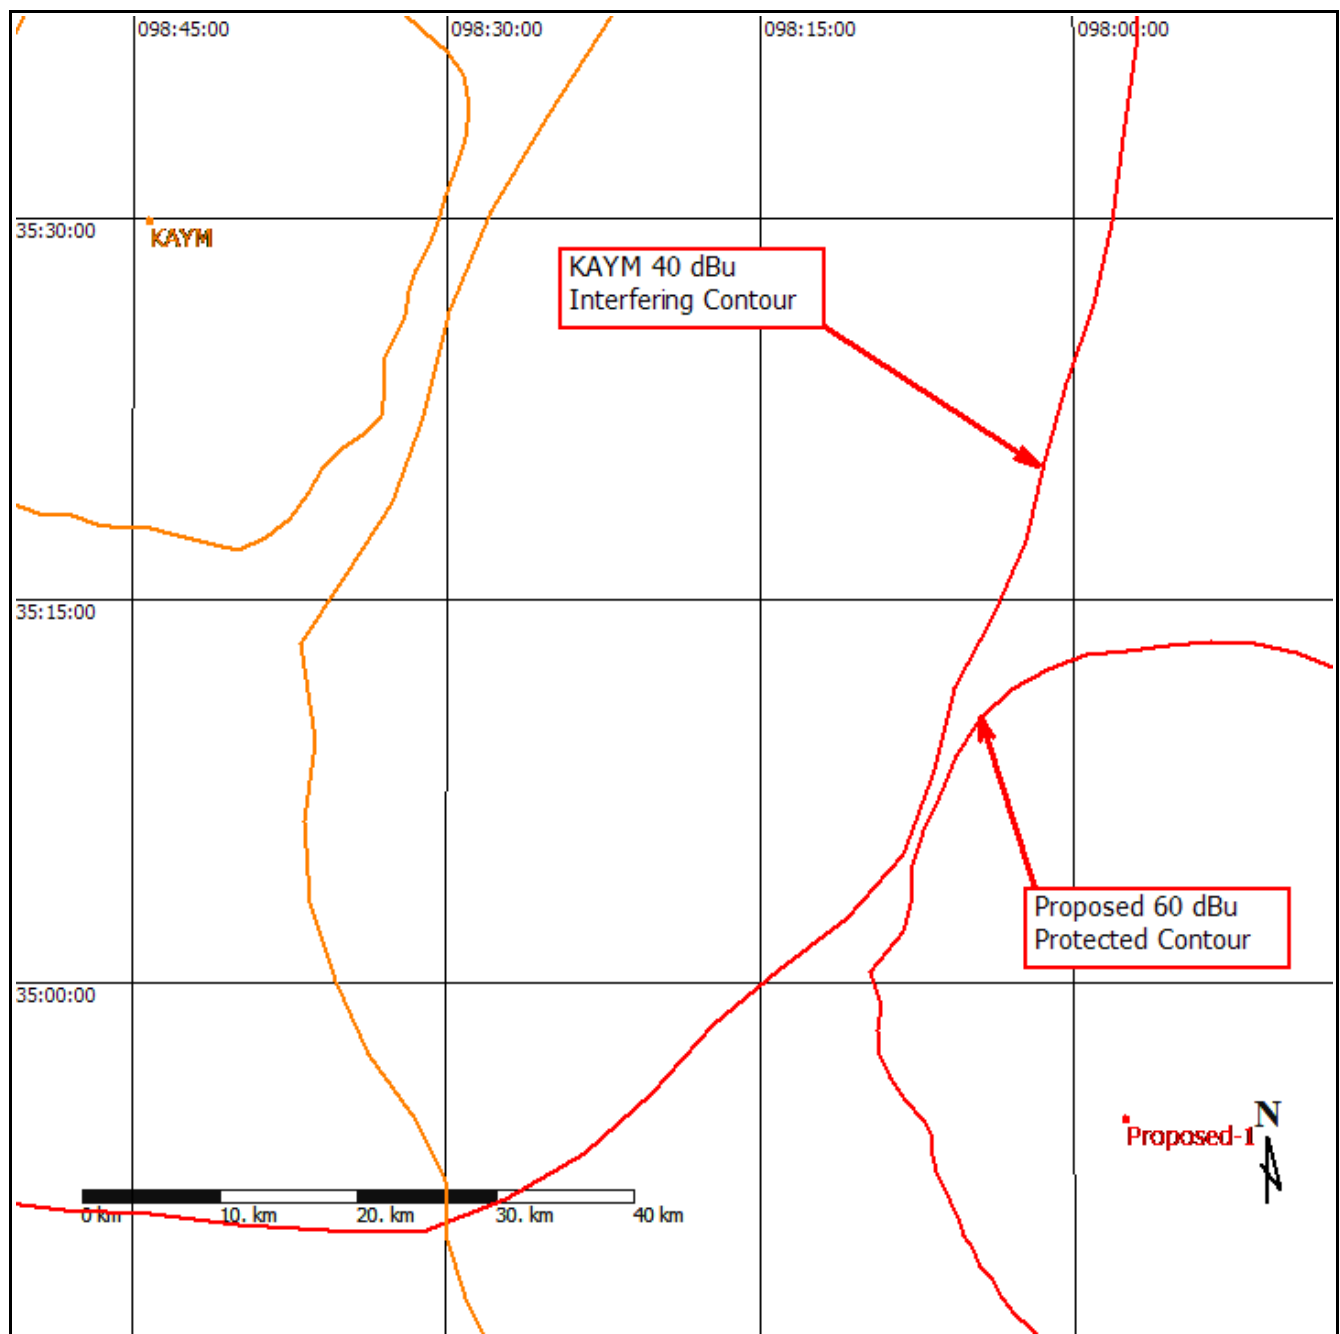 098:45:00
098:30:00
098:15:00
098:00:00
35:30:00
KAYM
KAYM 40 dBu
Interfering Contour
35:15:00
Proposed 60 dBu
Protected Contour
35:00:00
N
Proposed-1
0 km
10. km
20. km
30. km
40 km